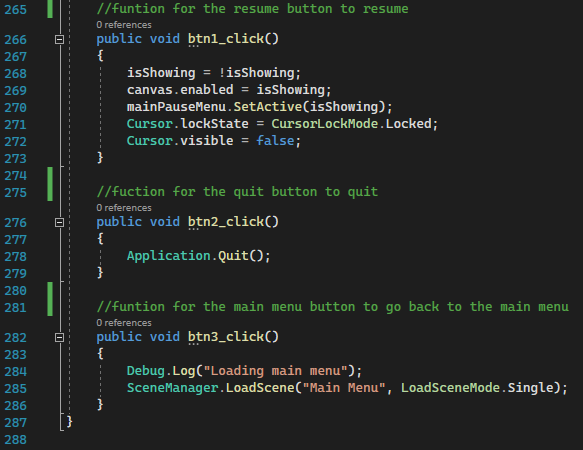 265 //funtion for the resume button to resume
0 references
266 public void btn1_click()
267 {
268 isShowing = !isShowing;
269 canvas.enabled = isShowing;
270 mainPauseMenu.SetActive(isShowing);
271 Cursor.lockState = CursorLockMode.Locked;
272 Cursor.visible = false;
273 }
274
275 //fuction for the quit button to quit
0 references
276 public void btn2_click()
277 {
278 Application.Quit();
279 }
280
281 //funtion for the main menu button to go back to the main menu
0 references
282 public void btn3_click()
283 {
284 Debug.Log("Loading main menu");
285 SceneManager.LoadScene("Main Menu", LoadSceneMode.Single);
286 }
287 }
288